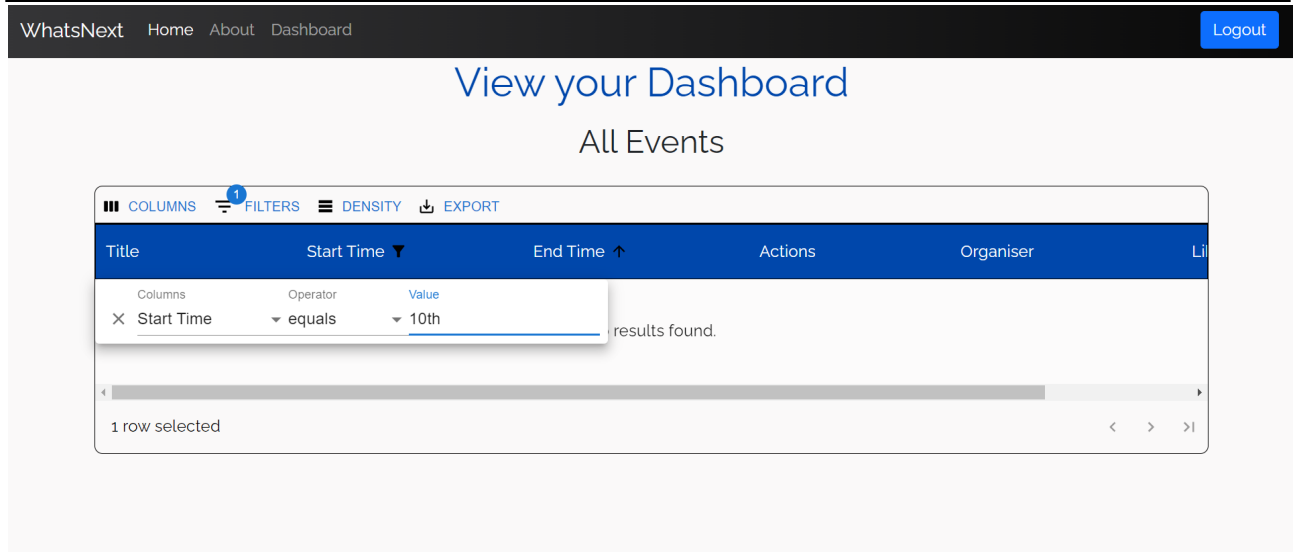 WhatsNext Home About Dashboard Logout
View your Dashboard
All Events
COLUMNS 1 FILTERS DENSITY EXPORT
Title Start Time End Time Actions Organiser
Columns Operator Value
Start Time equals 10th
results found.
1 row selected